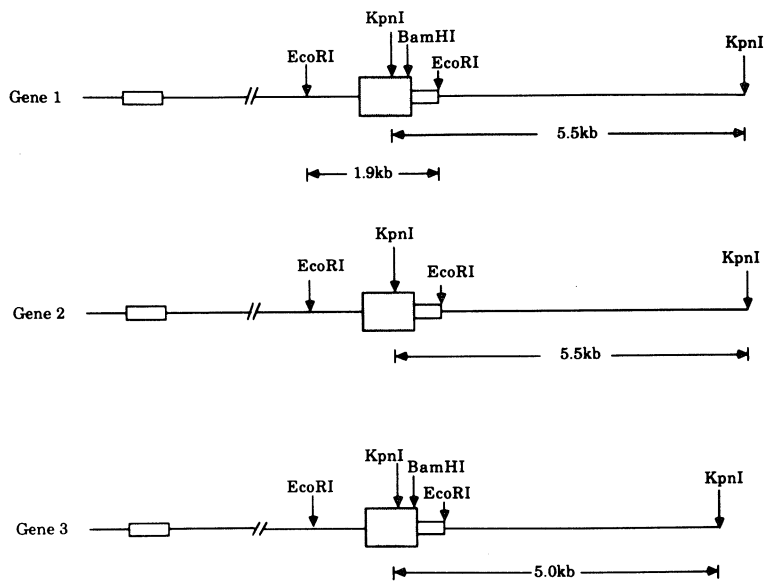 KpnI
BamHI
EcoRI
EcoRI
KpnI
Gene 1
5.5kb
1.9kb
KpnI
EcoRI
EcoRI
KpnI
Gene 2
5.5kb
KpnI
BamHI
EcoRI
EcoRI
KpnI
Gene 3
5.0kb